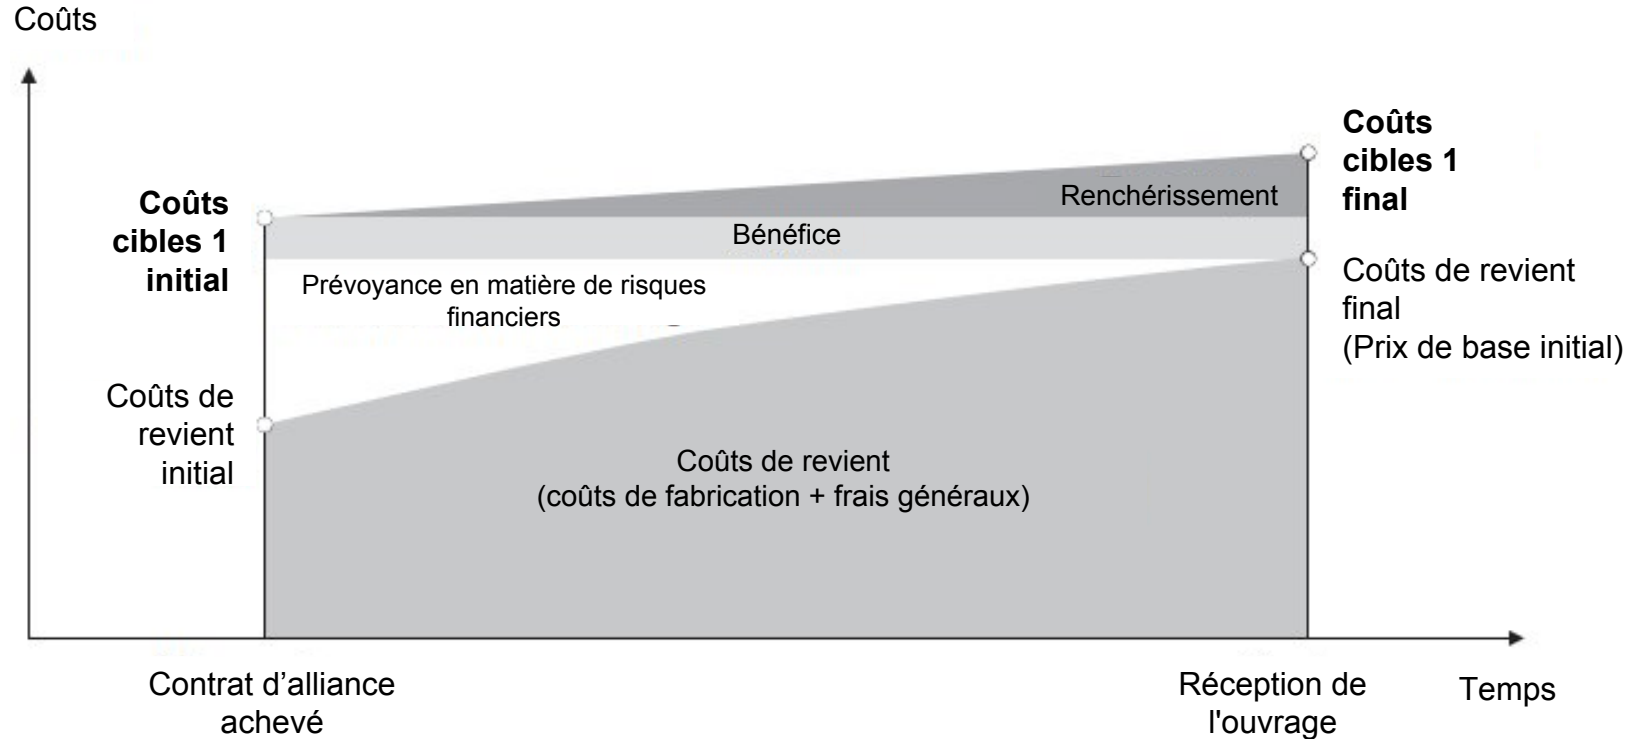 Coûts
Coûts
cibles 1
final
Renchérissement
Coûts
cibles 1
initial
Bénéfice
Prévoyance en matière de risques
financiers
Coûts de revient
final
(Prix de base initial)
Coûts de
revient
initial
Coûts de revient
(coûts de fabrication + frais généraux)
Contrat d’alliance
achevé
Réception de
l'ouvrage
Temps